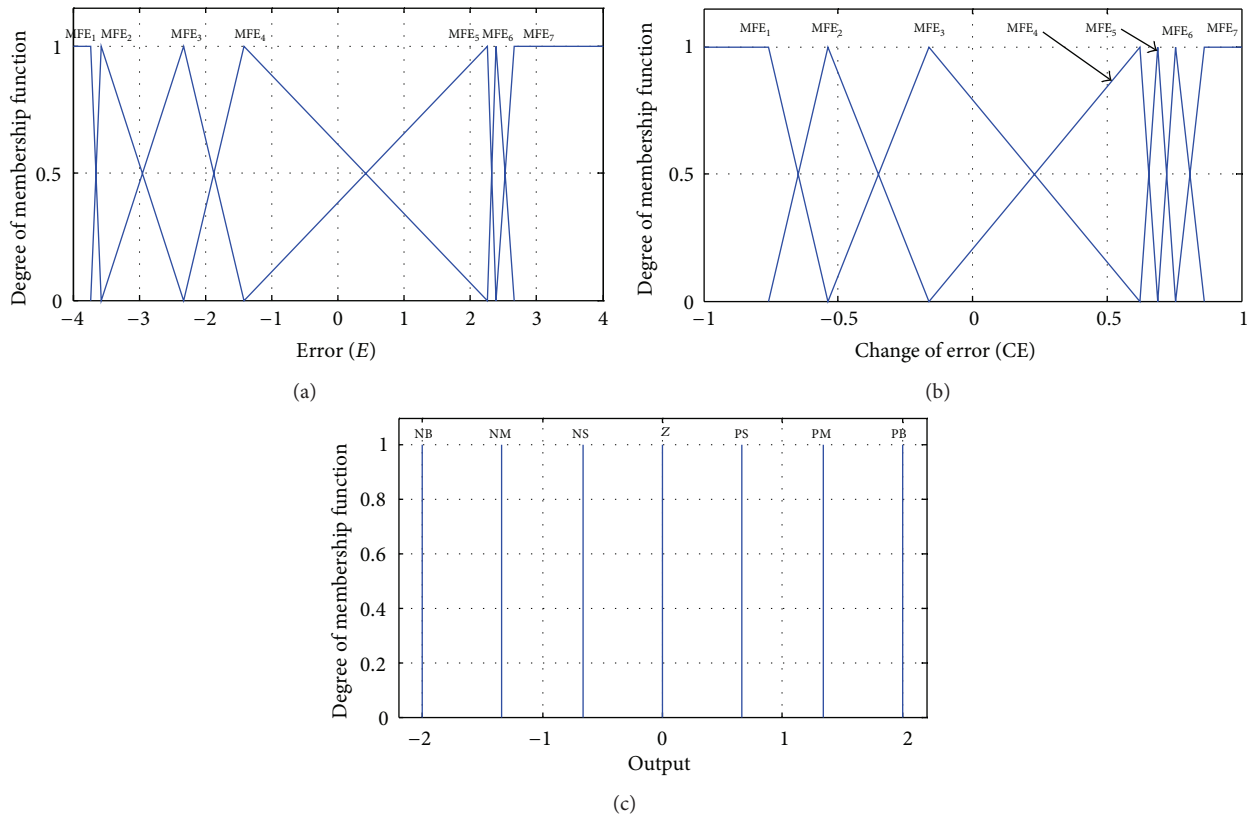 MFE₁ MFE₂ MFE₃ MFE₄ MFE₅ MFE₆ MFE₇
Degree of membership function
1
0.5
0
−4 −3 −2 −1 0 1 2 3 4
Error (E)
(a)
MFE₁ MFE₂ MFE₃ MFE₄ MFE₅ MFE₆ MFE₇
Degree of membership function
1
0.5
0
−1 −0.5 0 0.5 1
Change of error (CE)
(b)
NB NM NS Z PS PM PB
Degree of membership function
1
0.8
0.6
0.4
0.2
0
−2 −1 0 1 2
Output
(c)